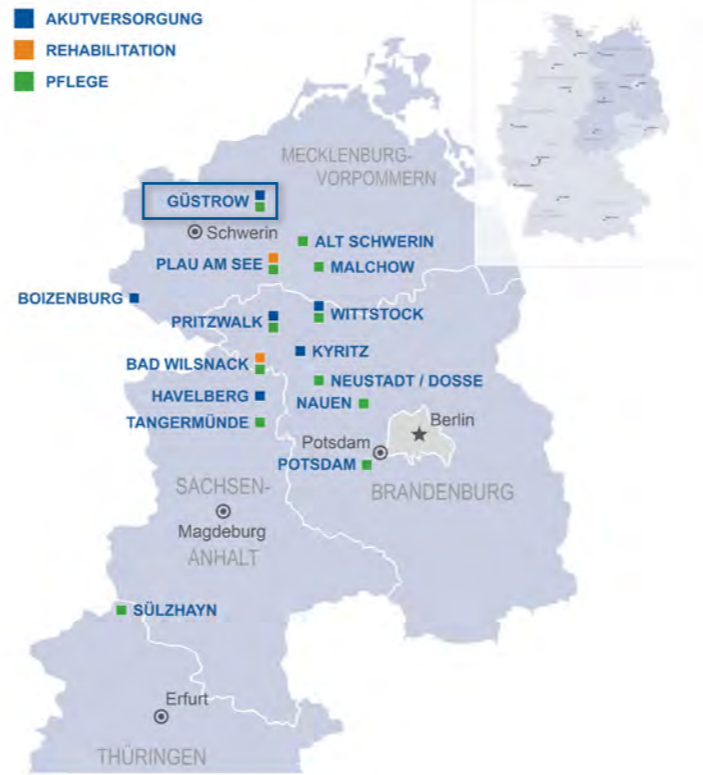 AKUTVERSORGUNG
REHABILITATION
PFLEGE
MECKLENBURG-
VORPOMMERN
GÜSTROW
Schwerin
ALT SCHWERIN
PLAU AM SEE
MALCHOW
BOIZENBURG
WITTSTOCK
PRITZWALK
KYRITZ
BAD WILSNACK
NEUSTADT / DOSSE
HAVELBERG
NAUEN
TANGERMÜNDE
Berlin
Potsdam
POTSDAM
SACHSEN-
BRANDENBURG
Magdeburg
ANHALT
SÜLZHAYN
Erfurt
THÜRINGEN